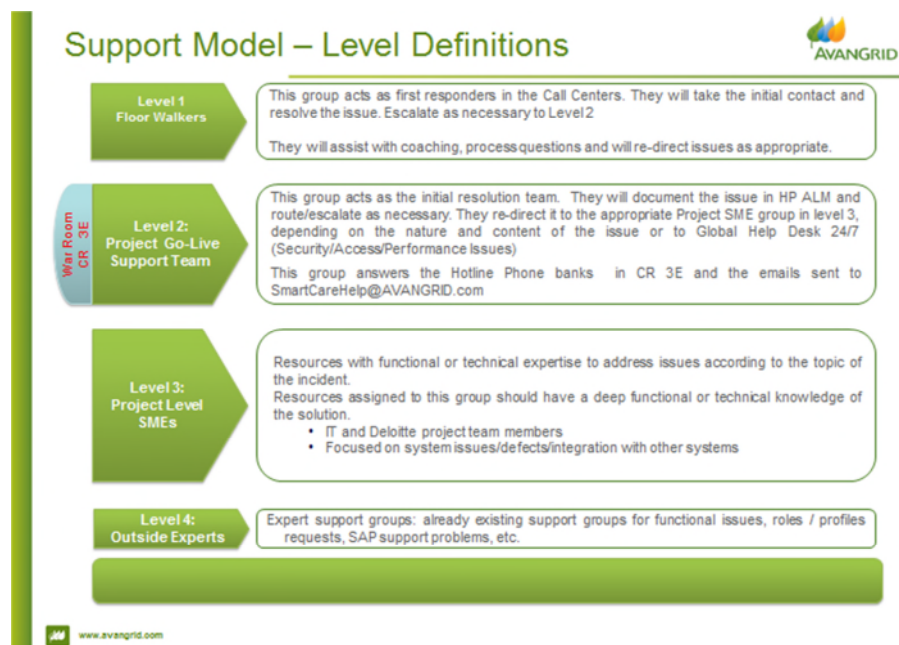 Support Model – Level Definitions
AVANGRID
Level 1
Floor Walkers
This group acts as first responders in the Call Centers. They will take the initial contact and
resolve the issue. Escalate as necessary to Level 2
They will assist with coaching, process questions and will re-direct issues as appropriate.
War Room
CR 3E
Level 2:
Project Go-Live
Support Team
This group acts as the initial resolution team. They will document the issue in HP ALM and
route/escalate as necessary. They re-direct it to the appropriate Project SME group in level 3,
depending on the nature and content of the issue or to Global Help Desk 24/7
(Security/Access/Performance Issues)
This group answers the Hotline Phone banks in CR 3E and the emails sent to
SmartCareHelp@AVANGRID.com
Level 3:
Project Level
SMEs
Resources with functional or technical expertise to address issues according to the topic of
the incident.
Resources assigned to this group should have a deep functional or technical knowledge of
the solution.
• IT and Deloitte project team members
• Focused on system issues/defects/integration with other systems
Level 4:
Outside Experts
Expert support groups: already existing support groups for functional issues, roles / profiles
requests, SAP support problems, etc.
www.avangrid.com